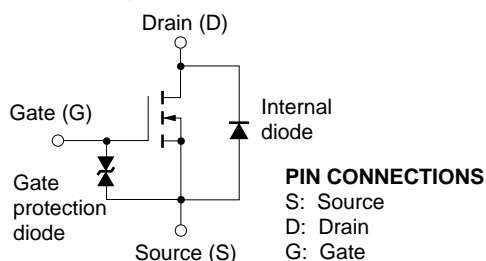 Drain (D)
Gate (G)
Internal
diode
Gate
protection
diode
Source (S)
PIN CONNECTIONS
S: Source
D: Drain
G: Gate